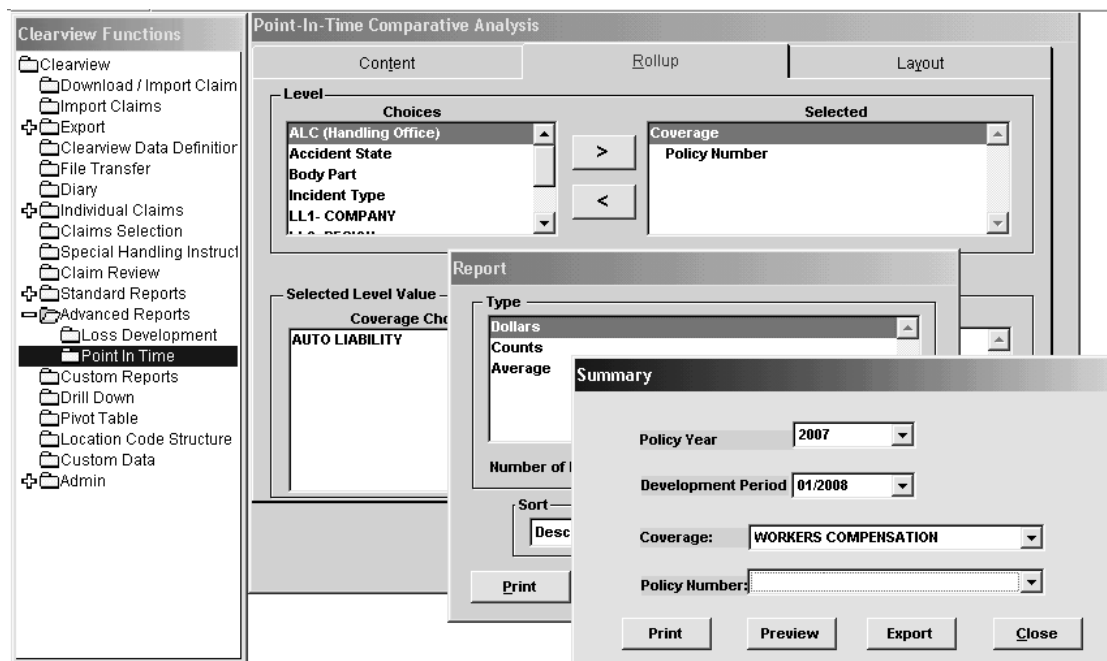 Clearview Functions
Clearview
Download / Import Claim
Import Claims
Export
Clearview Data Definitior
File Transfer
Diary
Individual Claims
Claims Selection
Special Handling Instruct
Claim Review
Standard Reports
Advanced Reports
Loss Development
Point In Time
Custom Reports
Drill Down
Pivot Table
Location Code Structure
Custom Data
Admin
Point-In-Time Comparative Analysis
Content Rollup Layout
Level
Choices
ALC (Handling Office)
Accident State
Body Part
Incident Type
LL1- COMPANY
>
<
Selected
Coverage
Policy Number
Selected Level Value
Coverage Cho
AUTO LIABILITY
Report
Type
Dollars
Counts
Average
Number of
Sort
Desc
Print
Summary
Policy Year 2007
Development Period 01/2008
Coverage: WORKERS COMPENSATION
Policy Number:
Print Preview Export Close